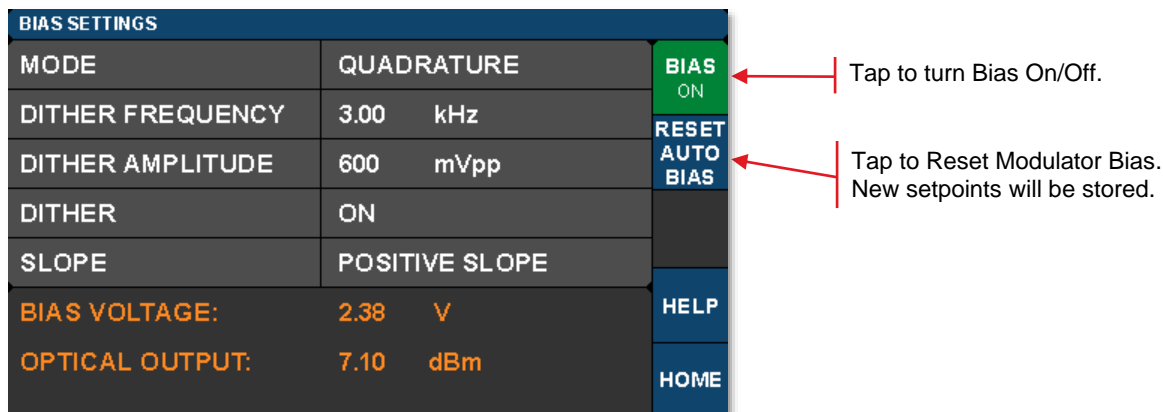 BIAS SETTINGS
MODE QUADRATURE
DITHER FREQUENCY 3.00 kHz
DITHER AMPLITUDE 600 mVpp
DITHER ON
SLOPE POSITIVE SLOPE
BIAS VOLTAGE: 2.38 V
OPTICAL OUTPUT: 7.10 dBm
BIAS
ON
RESET
AUTO
BIAS
HELP
HOME
Tap to turn Bias On/Off.
Tap to Reset Modulator Bias.
New setpoints will be stored.